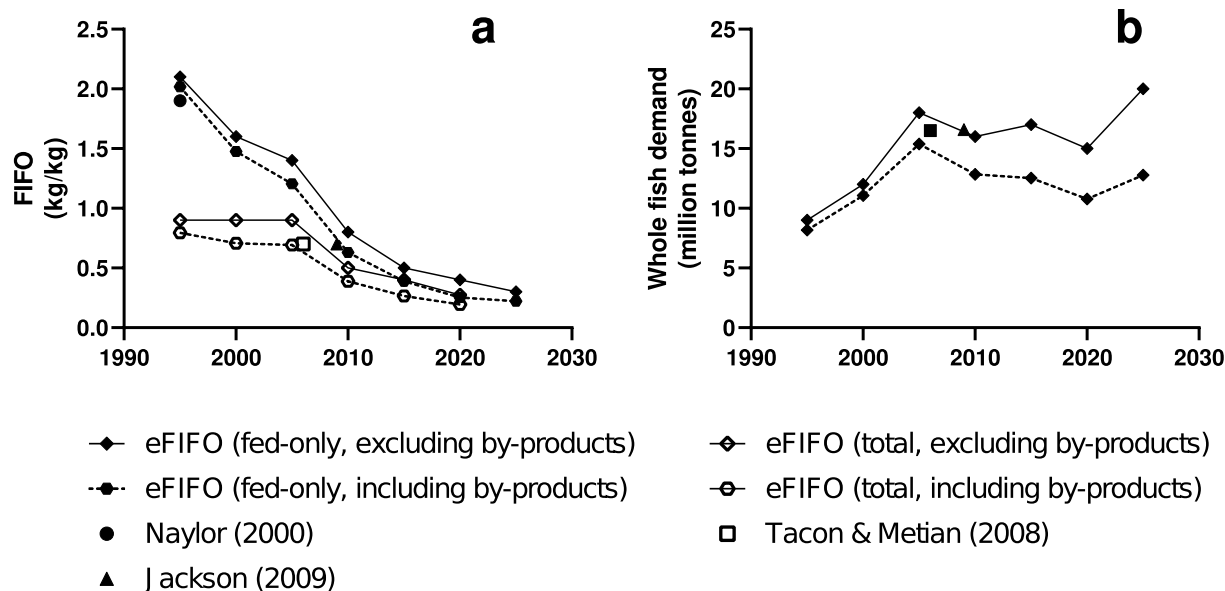 a
2.5
2.0
1.5
1.0
0.5
0.0
FIFO
(kg/kg)
1990 2000 2010 2020 2030
b
25
20
15
10
5
0
Whole fish demand
(million tonnes)
1990 2000 2010 2020 2030
eFIFO (fed-only, excluding by-products)
eFIFO (fed-only, including by-products)
Naylor (2000)
Jackson (2009)
eFIFO (total, excluding by-products)
eFIFO (total, including by-products)
Tacon & Metian (2008)